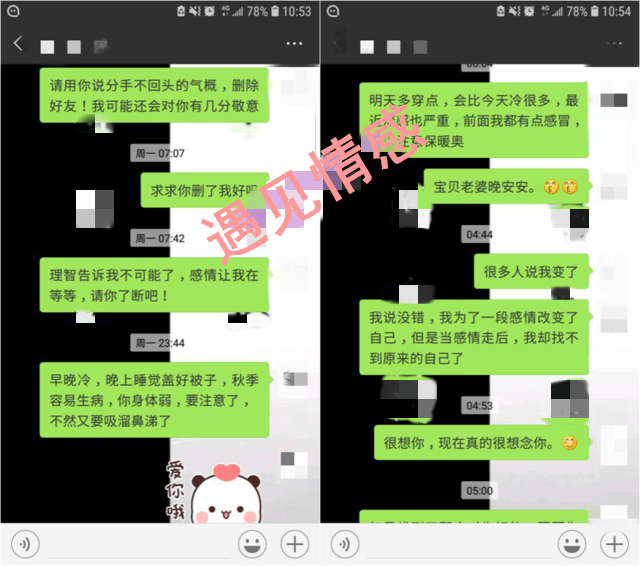 4G 78% 10:53
请用你说分手不回头的气概，删除
好友！我可能还会对你有几分敬意
周一 07:07
求求你删了我好吧
周一 07:42
理智告诉我不可能了，感情让我在
等等，请你了断吧！
周一 23:44
早晚冷，晚上睡觉盖好被子，秋季
容易生病，你身体弱，要注意了，
不然又要吸溜鼻涕了
爱你哦
4G 78% 10:54
明天多穿点，会比今天冷很多，最
近
也严重，前面我都有点感冒，
保暖奥
宝贝老婆晚安安。
04:44
很多人说我变了
我说没错，我为了一段感情改变了
自己，但是当感情走后，我却找不
到原来的自己了
04:53
很想你，现在真的很想念你。
05:00
遇见情感